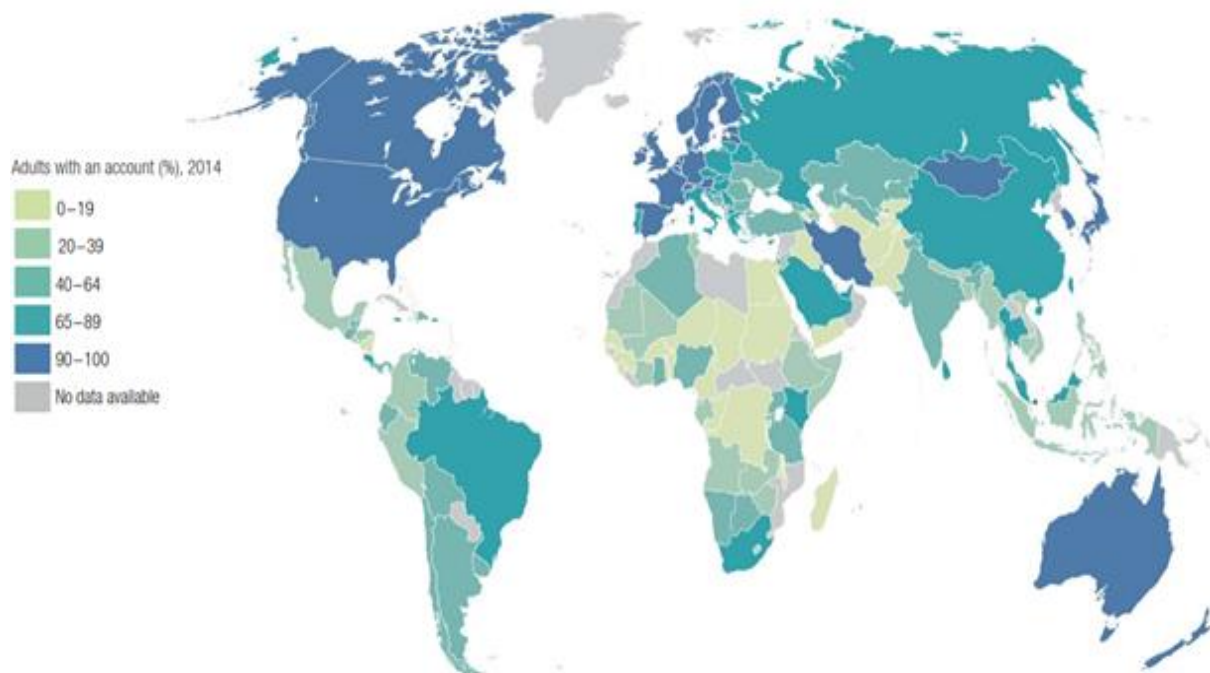 Adults with an account (%), 2014
0–19
20–39
40–64
65–89
90–100
No data available